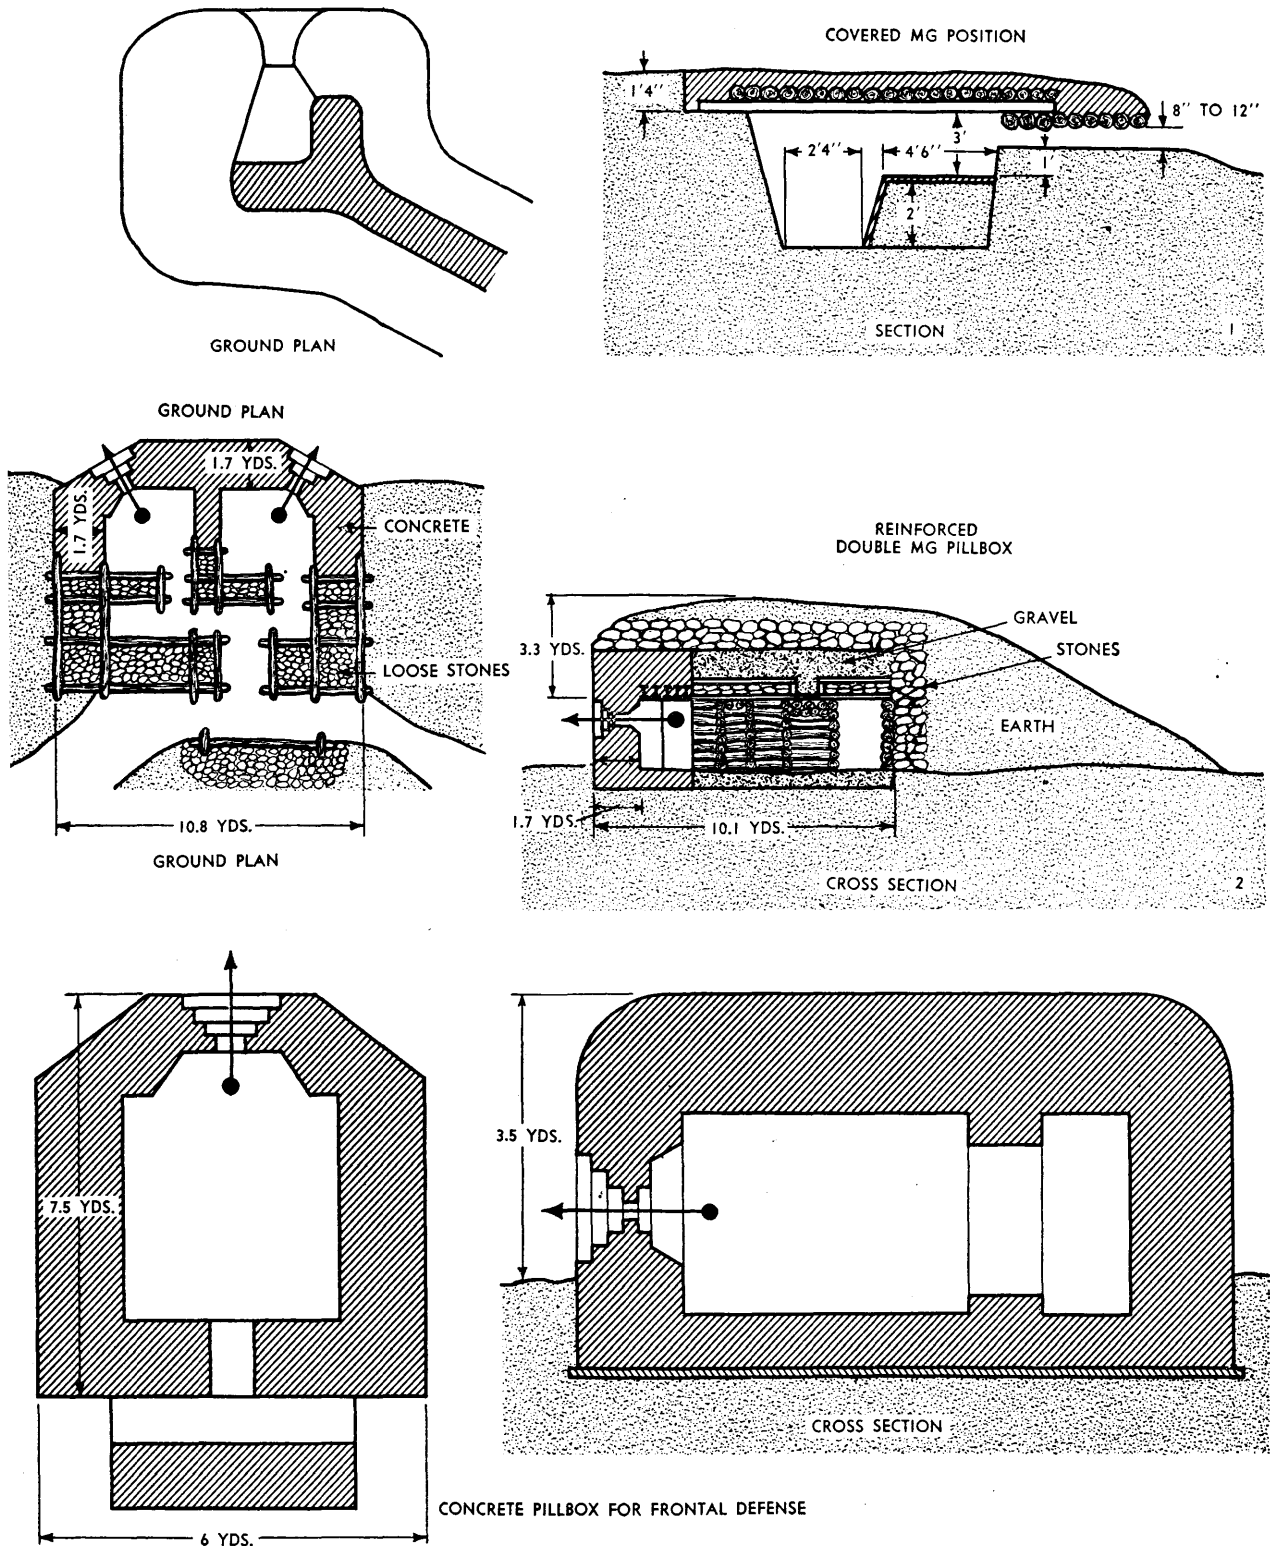 COVERED MG POSITION
1'4''
8'' TO 12''
3'
2'4''
4'6''
1'
2'
SECTION
1
GROUND PLAN
GROUND PLAN
1.7 YDS.
1.7 YDS.
CONCRETE
LOOSE STONES
10.8 YDS.
GROUND PLAN
REINFORCED
DOUBLE MG PILLBOX
GRAVEL
STONES
3.3 YDS.
EARTH
1.7 YDS.
10.1 YDS.
CROSS SECTION
2
7.5 YDS.
6 YDS.
3.5 YDS.
CROSS SECTION
CONCRETE PILLBOX FOR FRONTAL DEFENSE